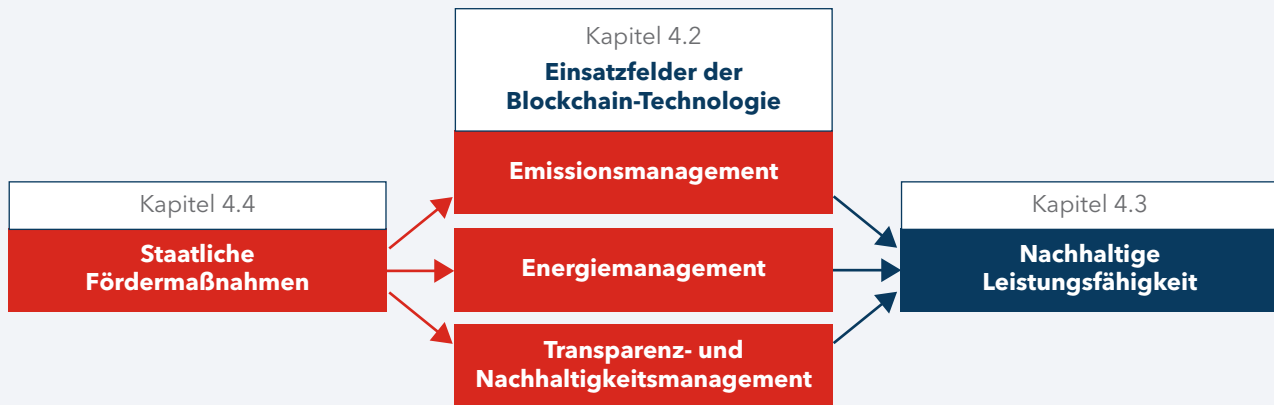 Kapitel 4.2
Einsatzfelder der
Blockchain-Technologie
Emissionsmanagement
Kapitel 4.4
Staatliche
Fördermaßnahmen
Energiemanagement
Kapitel 4.3
Nachhaltige
Leistungsfähigkeit
Transparenz- und
Nachhaltigkeitsmanagement